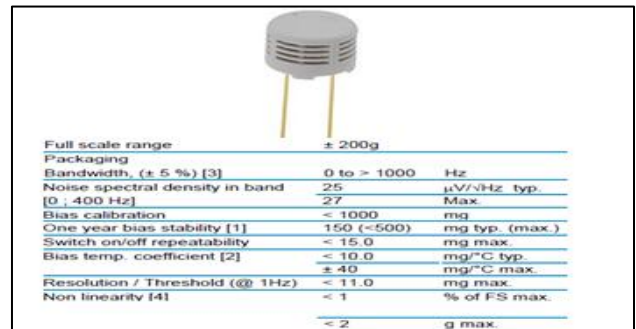 Full scale range ± 200g
Packaging
Bandwidth, (± 5 %) [3] 0 to > 1000 Hz
Noise spectral density in band 25 μV/√Hz typ.
[0 ; 400 Hz] 27 Max.
Bias calibration < 1000 mg
One year bias stability [1] 150 (<500) mg typ. (max.)
Switch on/off repeatability < 15.0 mg max.
Bias temp. coefficient [2] < 10.0 mg/°C typ.
± 40 mg/°C max.
Resolution / Threshold (@ 1Hz) < 11.0 mg max.
Non linearity [4] < 1 % of FS max.
< 2 g max.